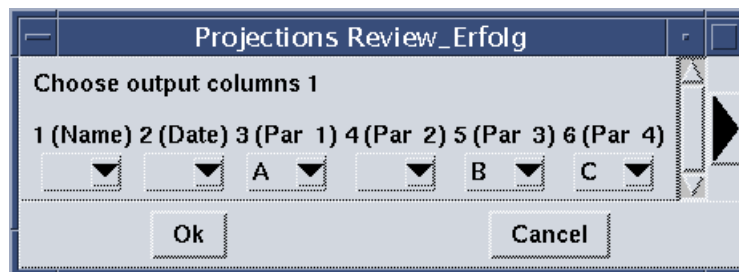 Projections Review_Erfolg
Choose output columns 1
1 (Name) 2 (Date) 3 (Par 1) 4 (Par 2) 5 (Par 3) 6 (Par 4)
A B C
Ok Cancel